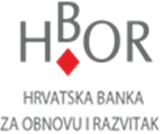 HBOR
HRVATSKA BANKA
ZA OBNOVU I RAZVITAK